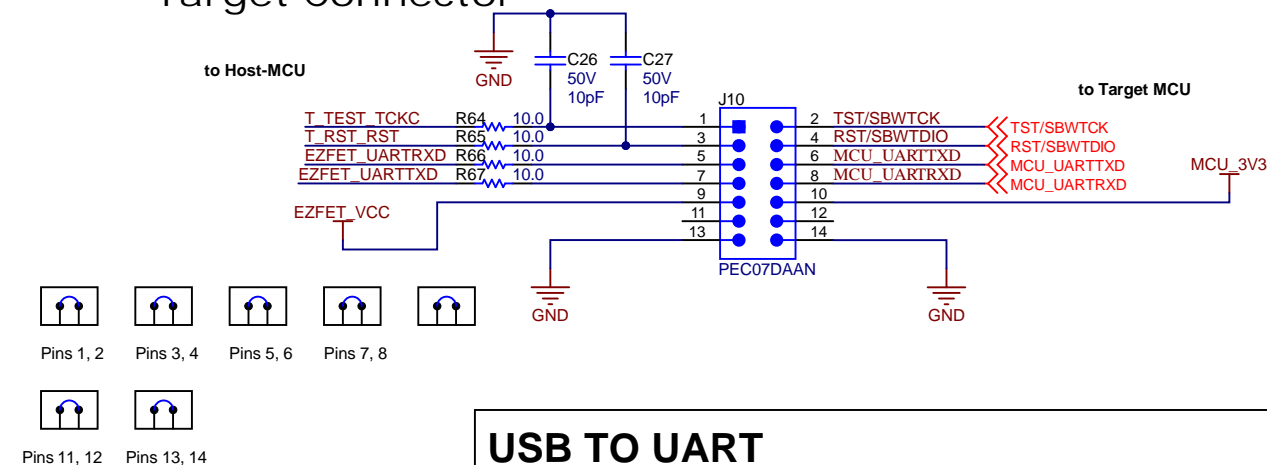 Target connector
to Host-MCU
GND
C26
50V
10pF
C27
50V
10pF
to Target MCU
J10
T_TEST_TCKC R64 10.0 1 2 TST/SBWTCK TST/SBWTCK
T_RST_RST R65 10.0 3 4 RST/SBWTDIO RST/SBWTDIO
EZFET_UARTRXD R66 10.0 5 6 MCU_UARTTXD MCU_UARTTXD
EZFET_UARTTXD R67 10.0 7 8 MCU_UARTRXD MCU_UARTRXD
MCU_3V3
9 10
EZFET_VCC
11 12
13 14
PEC07DAAN
GND
GND
Pins 1, 2 Pins 3, 4 Pins 5, 6 Pins 7, 8
Pins 11, 12 Pins 13, 14
USB TO UART